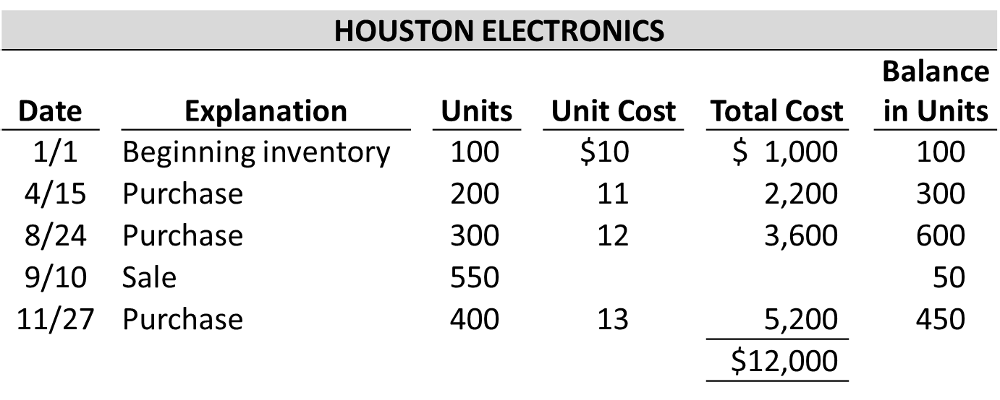 HOUSTON ELECTRONICS
Balance
Date Explanation Units Unit Cost Total Cost in Units
1/1 Beginning inventory 100 $10 $ 1,000 100
4/15 Purchase 200 11 2,200 300
8/24 Purchase 300 12 3,600 600
9/10 Sale 550 50
11/27 Purchase 400 13 5,200 450
$12,000